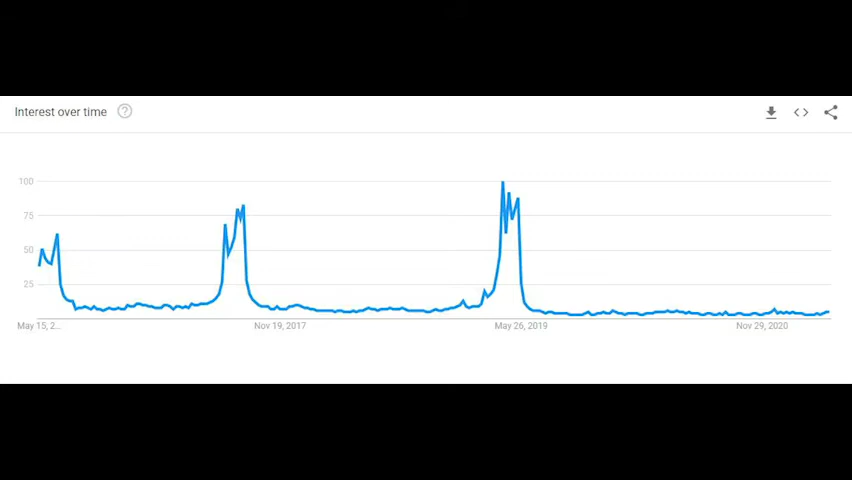 Interest over time
100
75
50
25
May 15, 2...
Nov 19, 2017
May 26, 2019
Nov 29, 2020